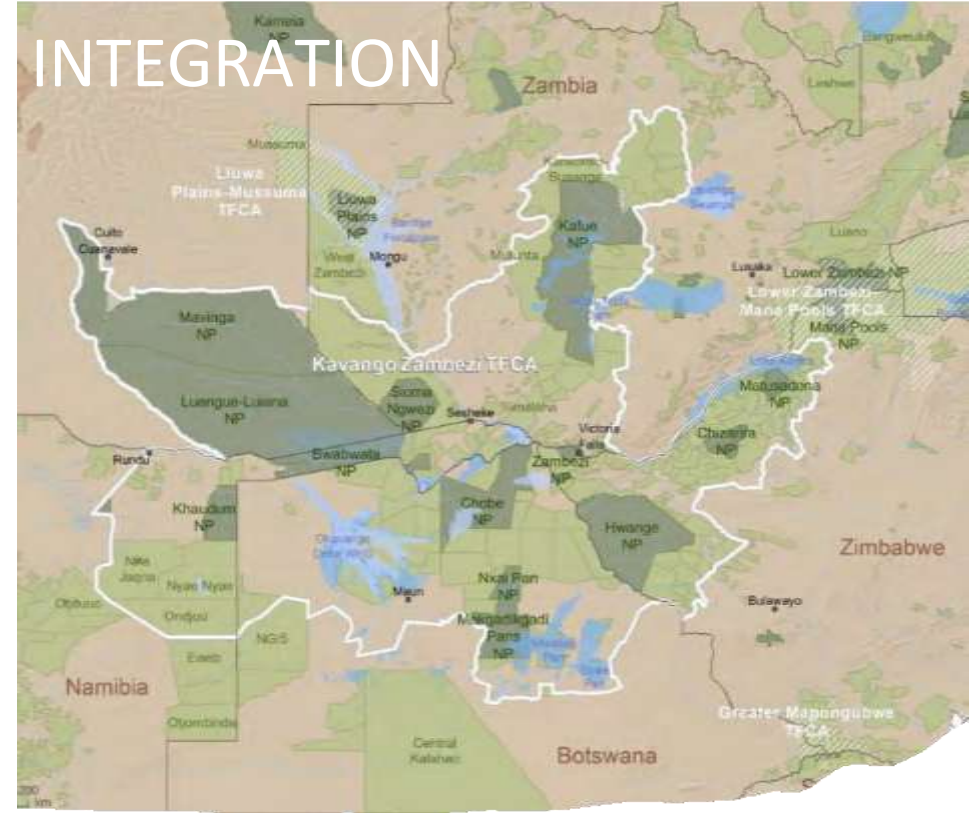 INTEGRATION
Kameia
NP
Zambia
Bangweulu
Mussuma
Liuwa
Plains-Mussuma
TFCA
Liuwa
Plains
NP
West
Zambezi
Mongu
Mulunta
Kafue
NP
Cuito
Cuanavale
Lusaka
Luano
Lower Zambezi NP
Lower Zambezi-
Mana Pools TFCA
Mana Pools
NP
Mavinga
NP
Kavango Zambezi TFCA
Luengue-Luiana
NP
Sioma
Ngwezi
NP
Sesheke
Matusadona
NP
Chizarira
NP
Victoria
Falls
Rundu
Bwabwata
NP
Zambezi
NP
Khaudum
NP
Chobe
NP
Hwange
NP
Zimbabwe
Okavango
Nyae Nyae
Maun
Nxai Pan
NP
Makgadikgadi
Pans
NP
Bulawayo
Otjituuo
Ondjou
NG/5
Eiseb
Namibia
Otjombinde
Greater Mapungubwe
TFCA
Central
Kalahari
Botswana
km